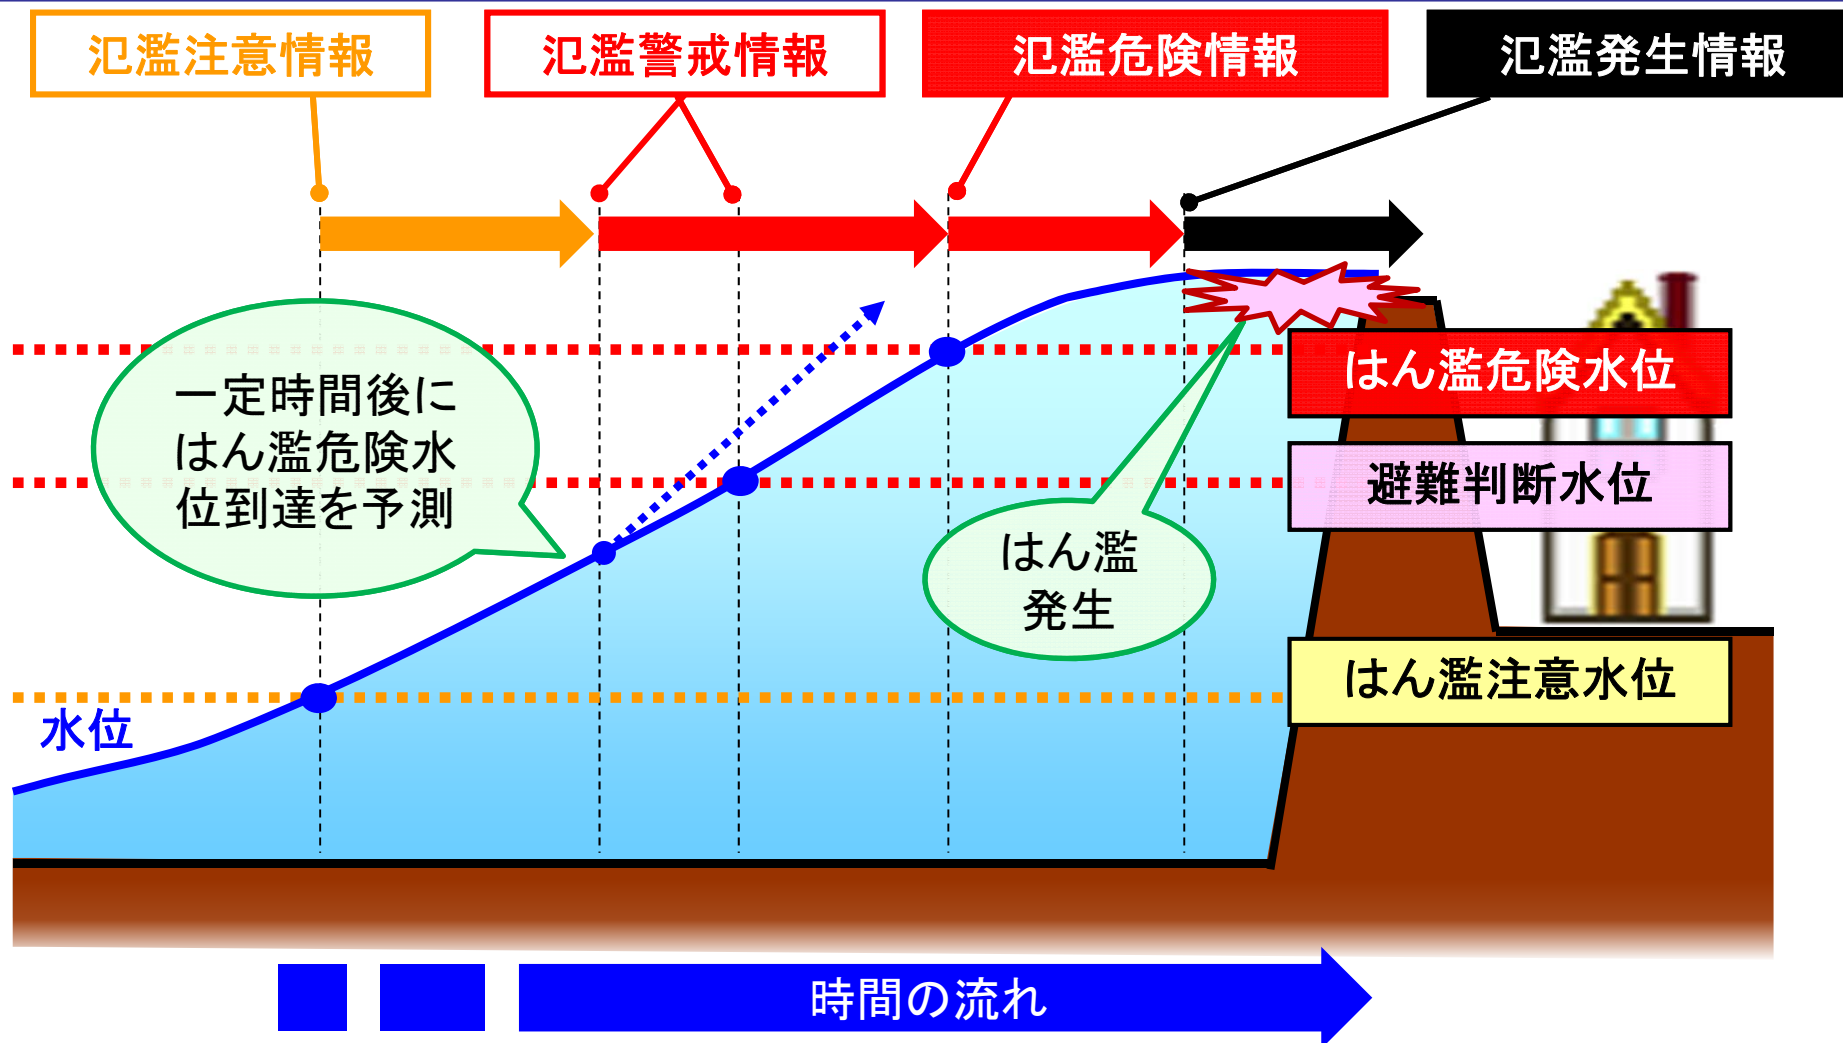 氾濫注意情報
氾濫警戒情報
氾濫危険情報
氾濫発生情報
一定時間後に
はん濫危険水
位到達を予測
はん濫危険水位
避難判断水位
はん濫
発生
はん濫注意水位
水位
時間の流れ